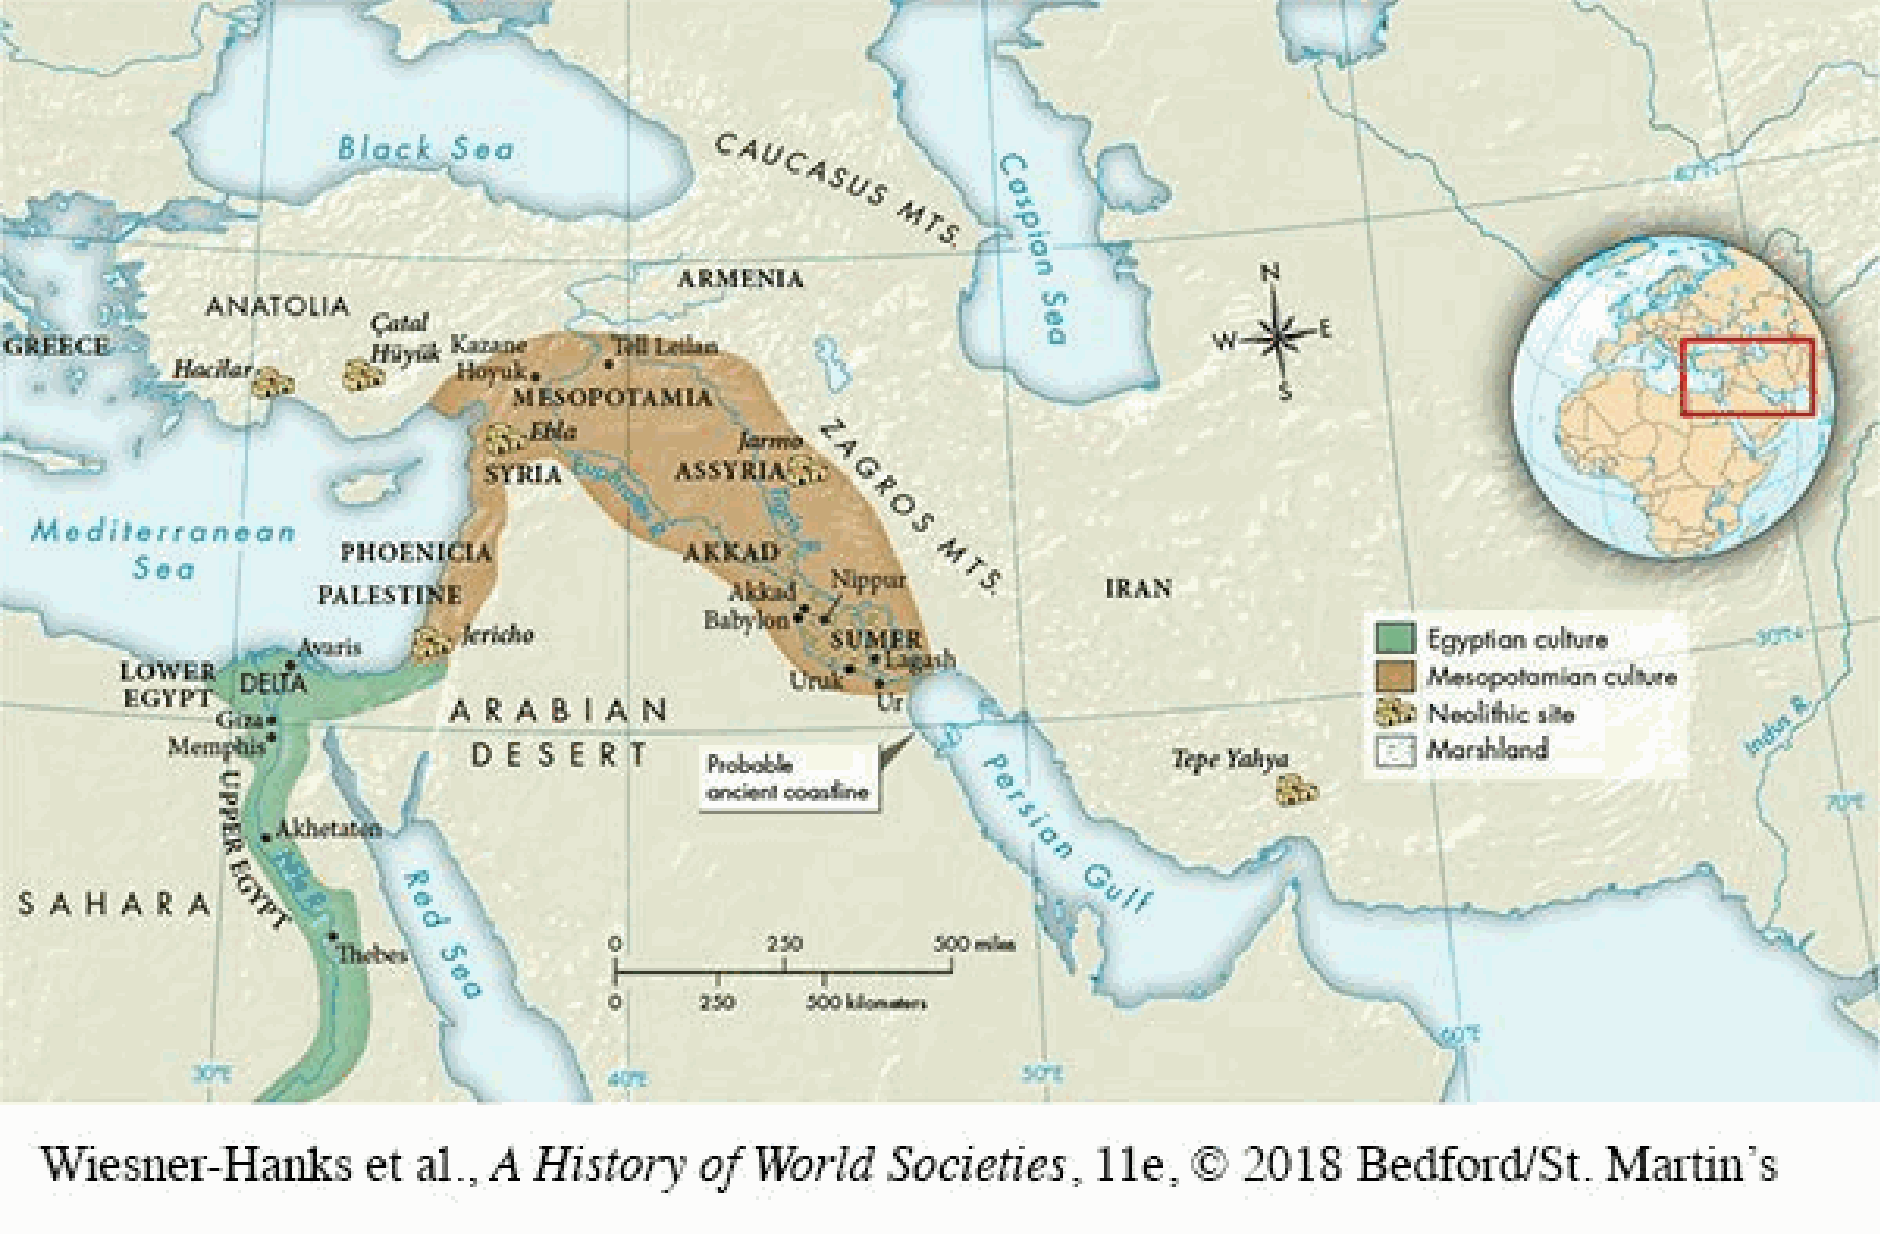 Black Sea
CAUCASUS MTS.
Caspian Sea
40°N
ARMENIA
ANATOLIA
Çatal
Hüyük
GREECE
Hacilar
Kazane
Hoyuk
Tell Leilan
MESOPOTAMIA
N
W
E
S
Ebla
SYRIA
Euphrates
Jarmo
ASSYRIA
ZAGROS MTS.
Tigris
Mediterranean
Sea
PHOENICIA
AKKAD
PALESTINE
Akkad
Nippur
Babylon
IRAN
SUMER
Jericho
Avaris
Lagash
LOWER
EGYPT
DELTA
Uruk
Ur
Giza
ARABIAN
DESERT
Memphis
Probable
ancient coastline
Persian Gulf
Tepe Yahya
Egyptian culture
Mesopotamian culture
Neolithic site
Marshland
30°N
Indus R.
70°E
UPPER EGYPT
Akhetaten
Nile R.
SAHARA
Red Sea
Thebes
0 250 500 miles
0 250 500 kilometers
30°E
40°E
50°E
60°E
Wiesner-Hanks et al., A History of World Societies, 11e, © 2018 Bedford/St. Martin's